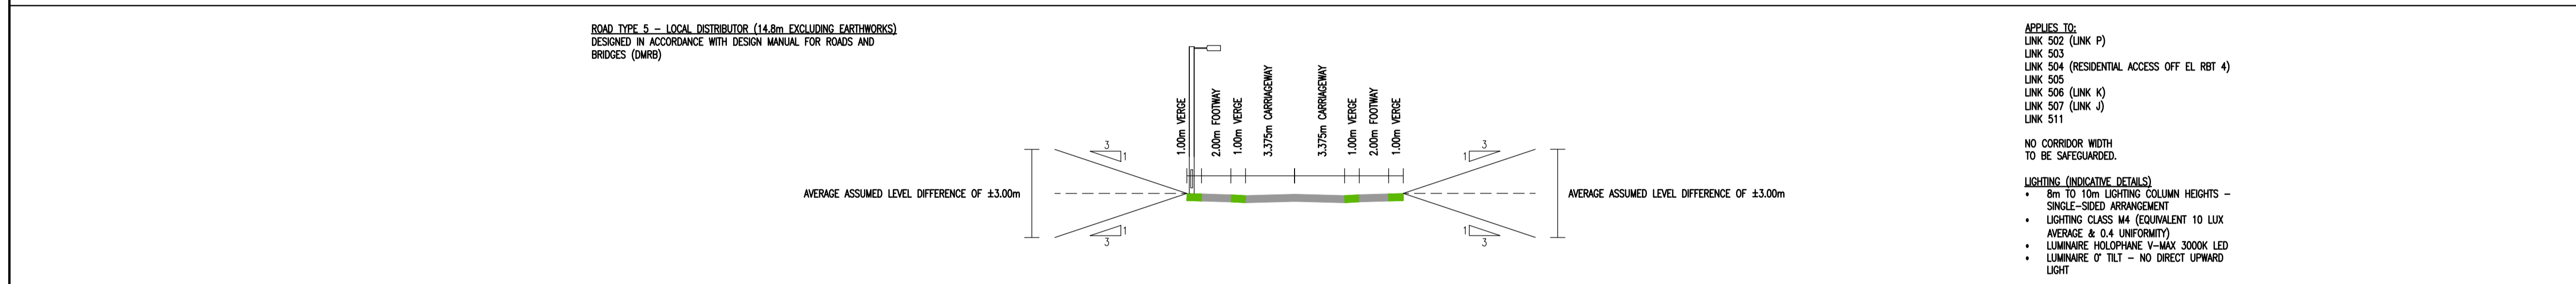 ROAD TYPE 5 – LOCAL DISTRIBUTOR (14.8m EXCLUDING EARTHWORKS)
DESIGNED IN ACCORDANCE WITH DESIGN MANUAL FOR ROADS AND
BRIDGES (DMRB)
1.00m VERGE
2.00m FOOTWAY
1.00m VERGE
3.375m CARRIAGEWAY
3.375m CARRIAGEWAY
1.00m VERGE
2.00m FOOTWAY
1.00m VERGE
3
1
3
1
AVERAGE ASSUMED LEVEL DIFFERENCE OF ±3.00m
AVERAGE ASSUMED LEVEL DIFFERENCE OF ±3.00m
1
3
1
3
APPLIES TO:
LINK 502 (LINK P)
LINK 503
LINK 504 (RESIDENTIAL ACCESS OFF EL RBT 4)
LINK 505
LINK 506 (LINK K)
LINK 507 (LINK J)
LINK 511
NO CORRIDOR WIDTH
TO BE SAFEGUARDED.
LIGHTING (INDICATIVE DETAILS)
• 8m TO 10m LIGHTING COLUMN HEIGHTS –
SINGLE-SIDED ARRANGEMENT
• LIGHTING CLASS M4 (EQUIVALENT 10 LUX
AVERAGE & 0.4 UNIFORMITY)
• LUMINAIRE HOLOPHANE V-MAX 3000K LED
• LUMINAIRE 0° TILT – NO DIRECT UPWARD
LIGHT